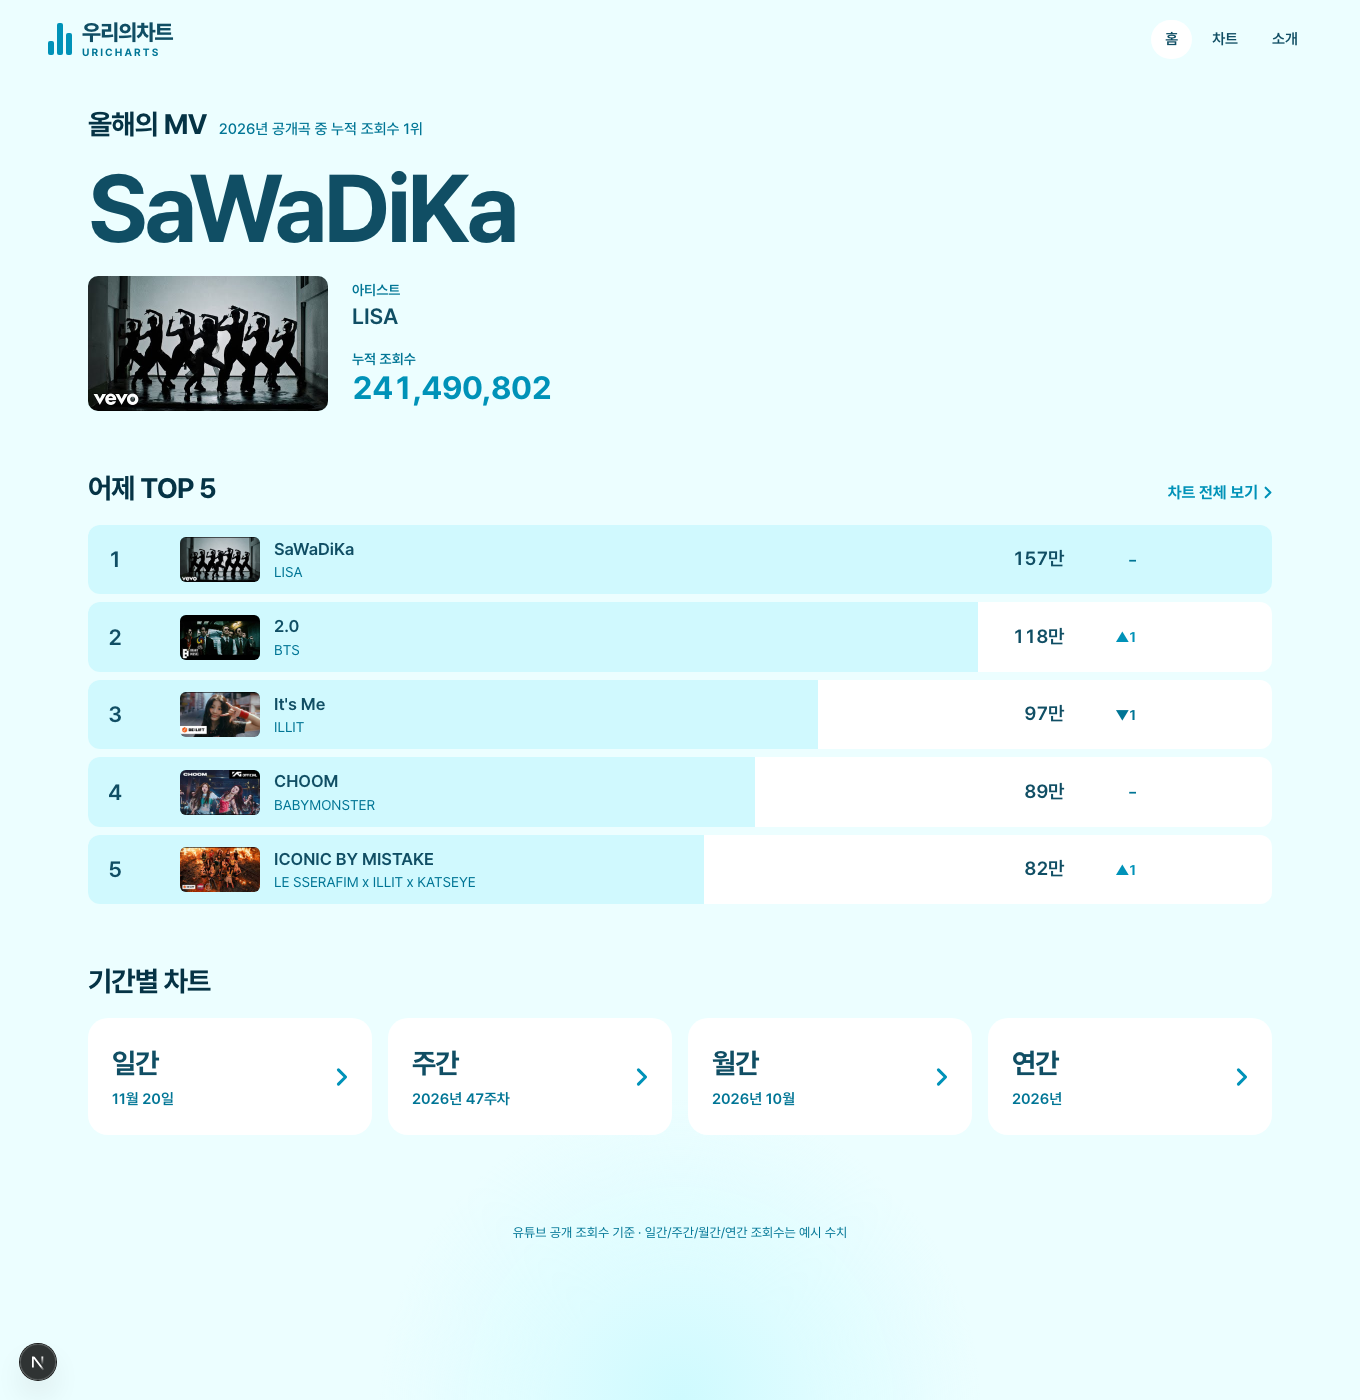 우리의차트
URICHARTS
홈 차트 소개
올해의 MV 2026년 공개곡 중 누적 조회수 1위
SaWaDiKa
아티스트
LISA
누적 조회수
241,490,802
vevo
어제 TOP 5
차트 전체 보기
1 SaWaDiKa 157만 –
LISA
2 2.0 118만 ▲1
BTS
3 It's Me 97만 ▼1
ILLIT
4 CHOOM 89만 –
BABYMONSTER
5 ICONIC BY MISTAKE 82만 ▲1
LE SSERAFIM x ILLIT x KATSEYE
기간별 차트
일간
11월 20일
주간
2026년 47주차
월간
2026년 10월
연간
2026년
유튜브 공개 조회수 기준 · 일간/주간/월간/연간 조회수는 예시 수치
N